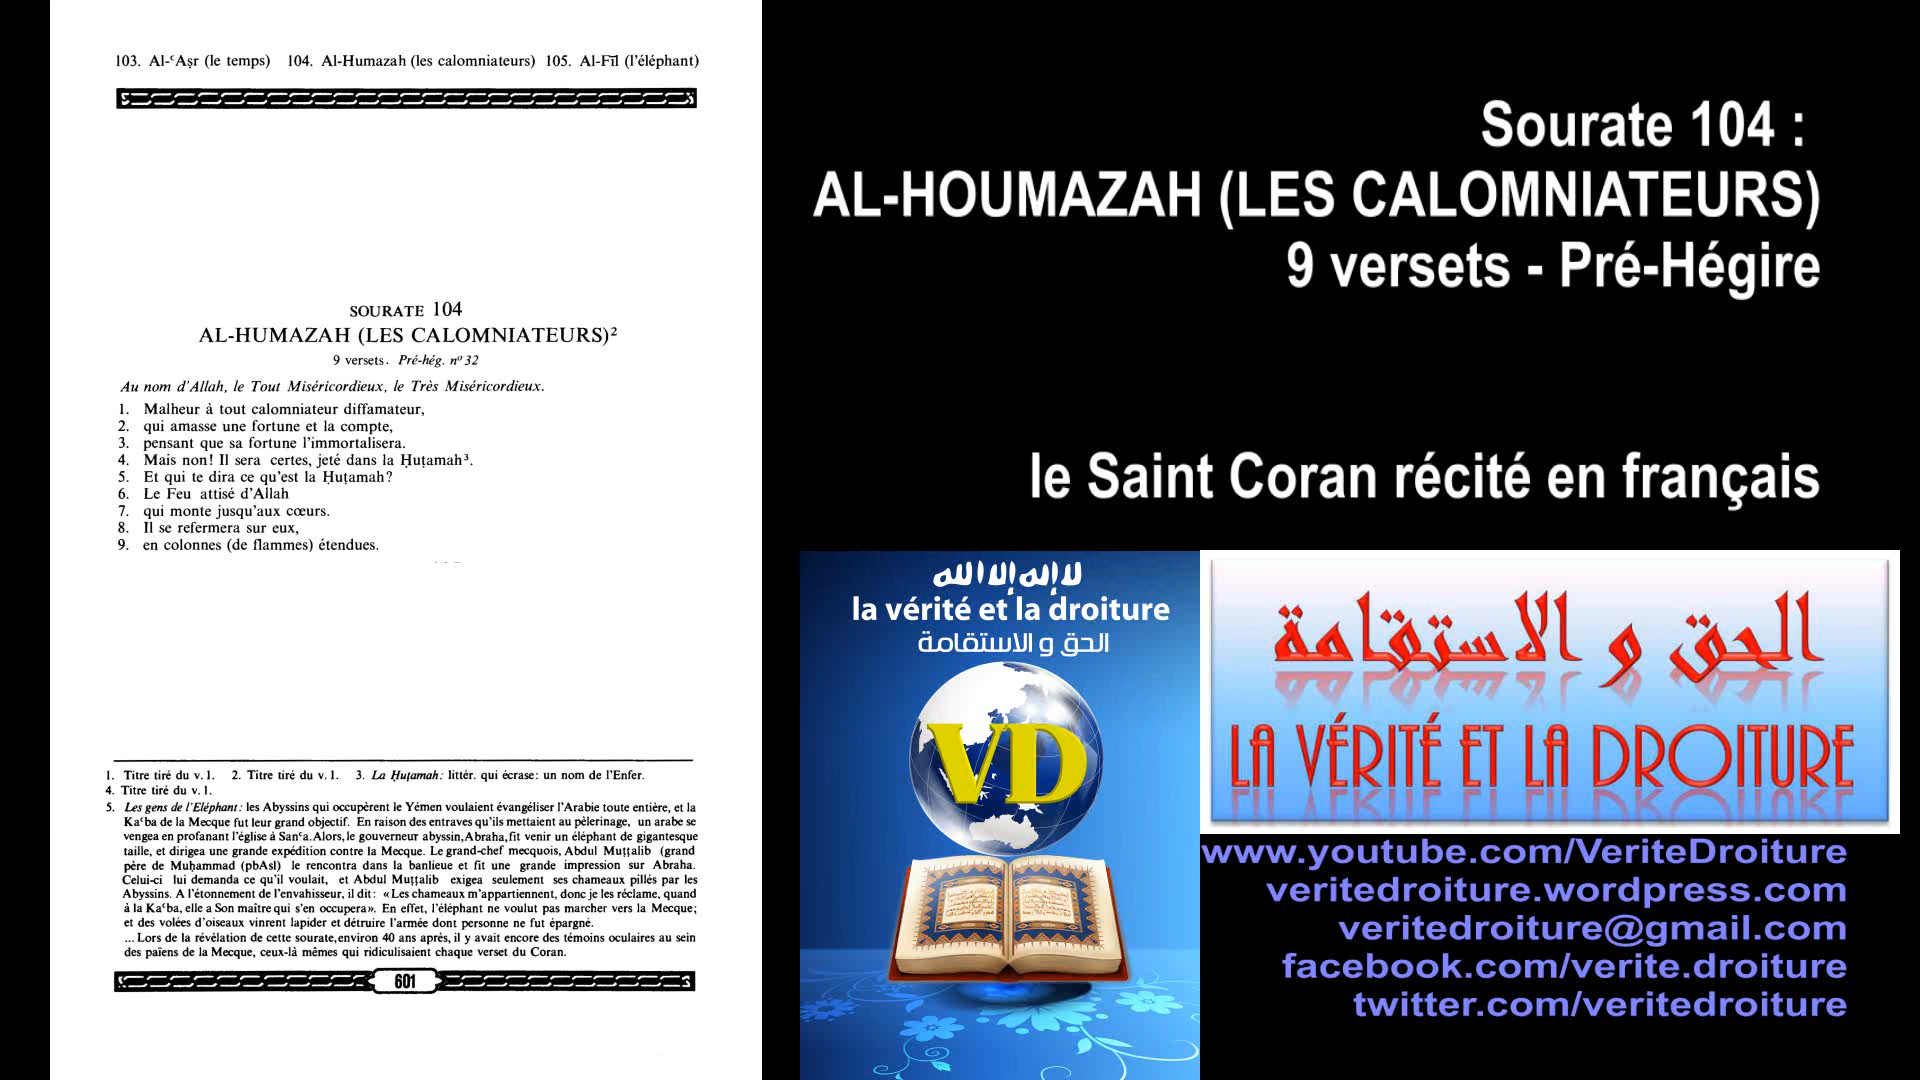 103. Al-ʿAṣr (le temps) 104. Al-Humazah (les calomniateurs) 105. Al-Fīl (l'éléphant)
SOURATE 104
AL-HUMAZAH (LES CALOMNIATEURS)²
9 versets. Pré-hég. nº 32
Au nom d'Allah, le Tout Miséricordieux, le Très Miséricordieux.
1. Malheur à tout calomniateur diffamateur,
2. qui amasse une fortune et la compte,
3. pensant que sa fortune l'immortalisera.
4. Mais non! Il sera certes, jeté dans la Ḥuṭamah³.
5. Et qui te dira ce qu'est la Ḥuṭamah?
6. Le Feu attisé d'Allah
7. qui monte jusqu'aux cœurs.
8. Il se refermera sur eux,
9. en colonnes (de flammes) étendues.
1. Titre tiré du v. 1. 2. Titre tiré du v. 1. 3. La Ḥuṭamah: littér. qui écrase: un nom de l'Enfer.
4. Titre tiré du v. 1.
5. Les gens de l'Eléphant: les Abyssins qui occupèrent le Yémen voulaient évangéliser l'Arabie toute entière, et la
Kaʿba de la Mecque fut leur grand objectif. En raison des entraves qu'ils mettaient au pèlerinage, un arabe se
vengea en profanant l'église à Sanʿa. Alors, le gouverneur abyssin, Abraha, fit venir un éléphant de gigantesque
taille, et dirigea une grande expédition contre la Mecque. Le grand-chef mecquois, Abdul Muṭṭalib (grand
père de Muḥammad (pbAsl) le rencontra dans la banlieue et fit une grande impression sur Abraha.
Celui-ci lui demanda ce qu'il voulait, et Abdul Muṭṭalib exigea seulement ses chameaux pillés par les
Abyssins. A l'étonnement de l'envahisseur, il dit: «Les chameaux m'appartiennent, donc je les réclame, quand
à la Kaʿba, elle a Son maître qui s'en occupera». En effet, l'éléphant ne voulut pas marcher vers la Mecque;
et des volées d'oiseaux vinrent lapider et détruire l'armée dont personne ne fut épargné.
... Lors de la révélation de cette sourate, environ 40 ans après, il y avait encore des témoins oculaires au sein
des païens de la Mecque, ceux-là mêmes qui ridiculisaient chaque verset du Coran.
601
Sourate 104 :
AL-HOUMAZAH (LES CALOMNIATEURS)
9 versets - Pré-Hégire
le Saint Coran récité en français
لا إله إلا الله
la vérité et la droiture
الحق و الاستقامة
VD
الحق و الاستقامة
LA VÉRITÉ ET LA DROITURE
www.youtube.com/VeriteDroiture
veritedroiture.wordpress.com
veritedroiture@gmail.com
facebook.com/verite.droiture
twitter.com/veritedroiture